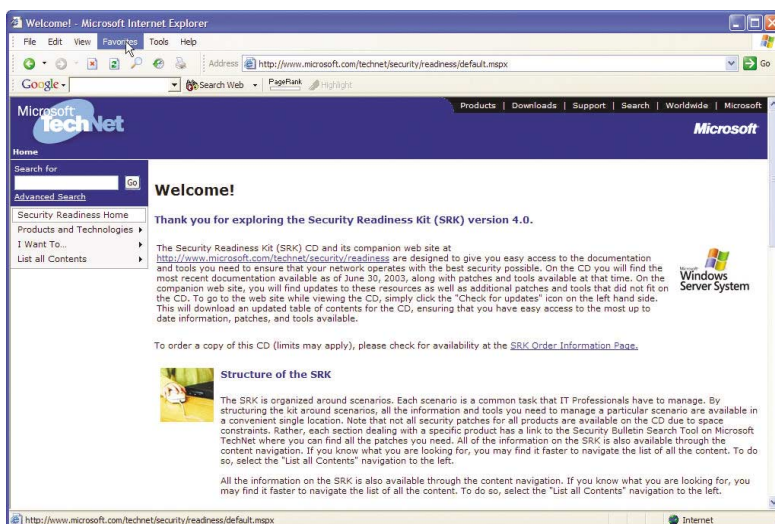 Welcome! - Microsoft Internet Explorer
File Edit View Favorites Tools Help
Address http://www.microsoft.com/technet/security/readiness/default.mspx Go
Google Search Web PageRank Highlight
Products | Downloads | Support | Search | Worldwide | Microsoft
Microsoft
TechNet
Microsoft
Home
Search for
Go
Advanced Search
Security Readiness Home
Products and Technologies
I Want To...
List all Contents
Welcome!
Thank you for exploring the Security Readiness Kit (SRK) version 4.0.
The Security Readiness Kit (SRK) CD and its companion web site at
http://www.microsoft.com/technet/security/readiness are designed to give you easy access to the documentation
and tools you need to ensure that your network operates with the best security possible. On the CD you will find the
most recent documentation available as of June 30, 2003, along with patches and tools available at that time. On the
companion web site, you will find updates to these resources as well as additional patches and tools that did not fit on
the CD. To go to the web site while viewing the CD, simply click the "Check for updates" icon on the left hand side.
This will download an updated table of contents for the CD, ensuring that you have easy access to the most up to
date information, patches, and tools available.
Microsoft
Windows
Server System
To order a copy of this CD (limits may apply), please check for availability at the SRK Order Information Page.
Structure of the SRK
The SRK is organized around scenarios. Each scenario is a common task that IT Professionals have to manage. By
structuring the kit around scenarios, all the information and tools you need to manage a particular scenario are available in
a convenient single location. Note that not all security patches for all products are available on the CD due to space
constraints. Rather, each section dealing with a specific product has a link to the Security Bulletin Search Tool on Microsoft
TechNet where you can find all the patches you need. All of the information on the SRK is also available through the
content navigation. If you know what you are looking for, you may find it faster to navigate the list of all the content. To do
so, select the "List all Contents" navigation to the left.
All the information on the SRK is also available through the content navigation. If you know what you are looking for, you
may find it faster to navigate the list of all the content. To do so, select the "List all Contents" navigation to the left.
http://www.microsoft.com/technet/security/readiness/default.mspx Internet